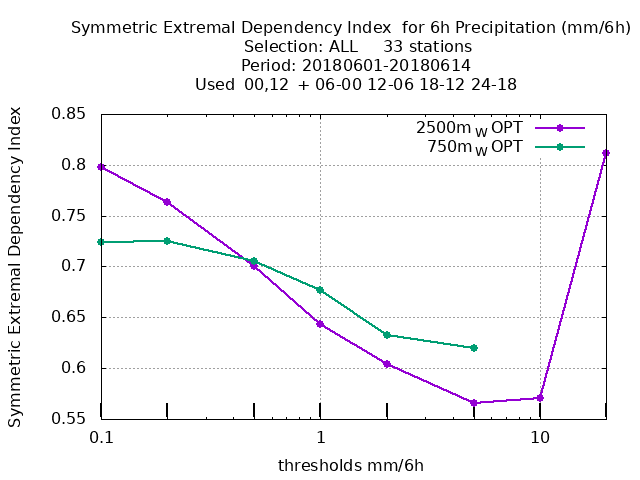 Symmetric Extremal Dependency Index  for 6h Precipitation (mm/6h)
Selection: ALL     33 stations
Period: 20180601-20180614
Used  00,12  + 06-00 12-06 18-12 24-18
Symmetric Extremal Dependency Index
0.85
0.8
0.75
0.7
0.65
0.6
0.55
2500m W OPT
750m W OPT
0.1
1
10
thresholds mm/6h